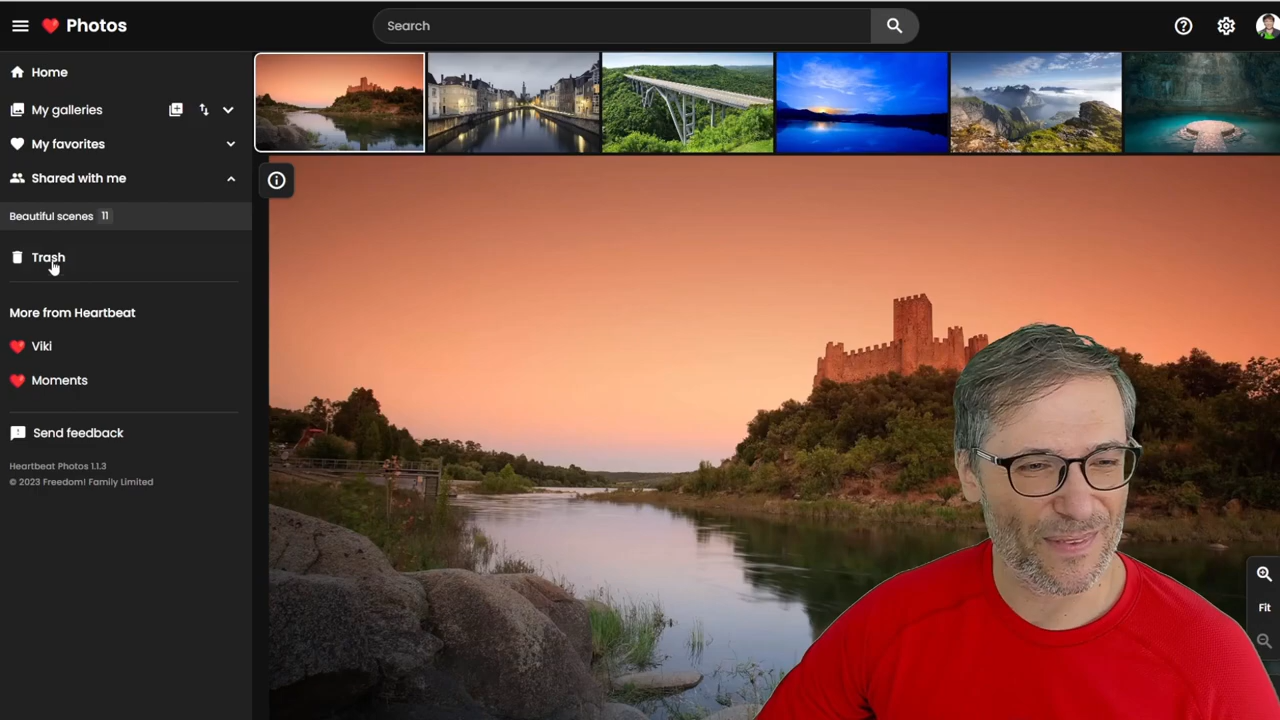 Photos
Search
Home
My galleries
My favorites
Shared with me
Beautiful scenes 11
Trash
More from Heartbeat
Viki
Moments
Send feedback
Heartbeat Photos 1.1.3
© 2023 Freedom! Family Limited
Fit